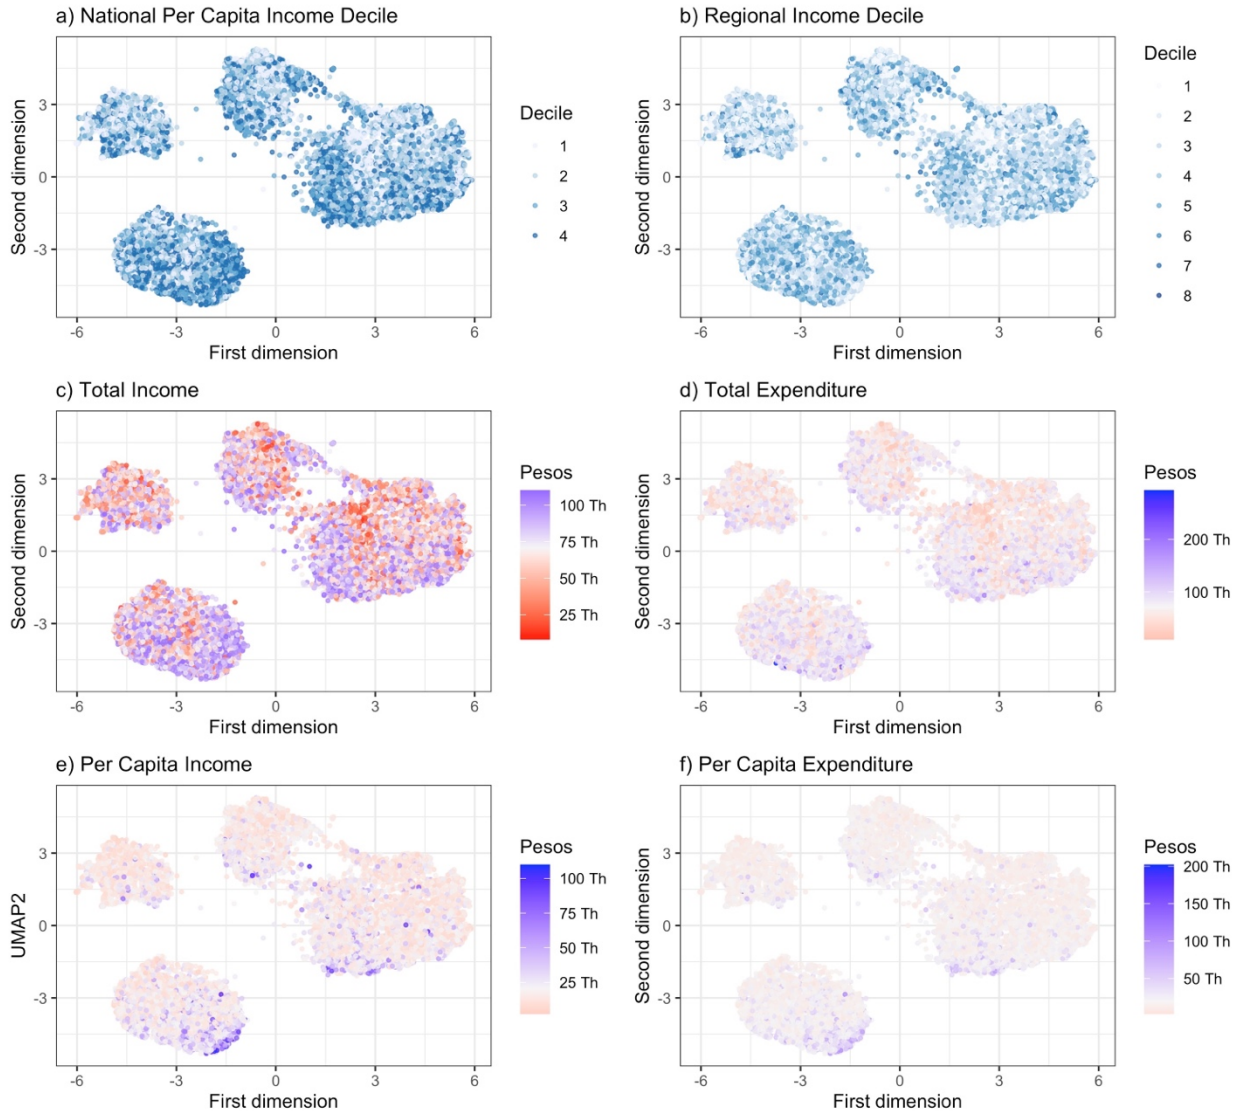 a) National Per Capita Income Decile
Second dimension
3
0
-3
-6 -3 0 3 6
First dimension
Decile
1
2
3
4
b) Regional Income Decile
Second dimension
3
0
-3
-6 -3 0 3 6
First dimension
Decile
1
2
3
4
5
6
7
8
c) Total Income
Second dimension
3
0
-3
-6 -3 0 3 6
First dimension
Pesos
100 Th
75 Th
50 Th
25 Th
d) Total Expenditure
Second dimension
3
0
-3
-6 -3 0 3 6
First dimension
Pesos
200 Th
100 Th
e) Per Capita Income
UMAP2
3
0
-3
-6 -3 0 3 6
First dimension
Pesos
100 Th
75 Th
50 Th
25 Th
f) Per Capita Expenditure
Second dimension
3
0
-3
-6 -3 0 3 6
First dimension
Pesos
200 Th
150 Th
100 Th
50 Th